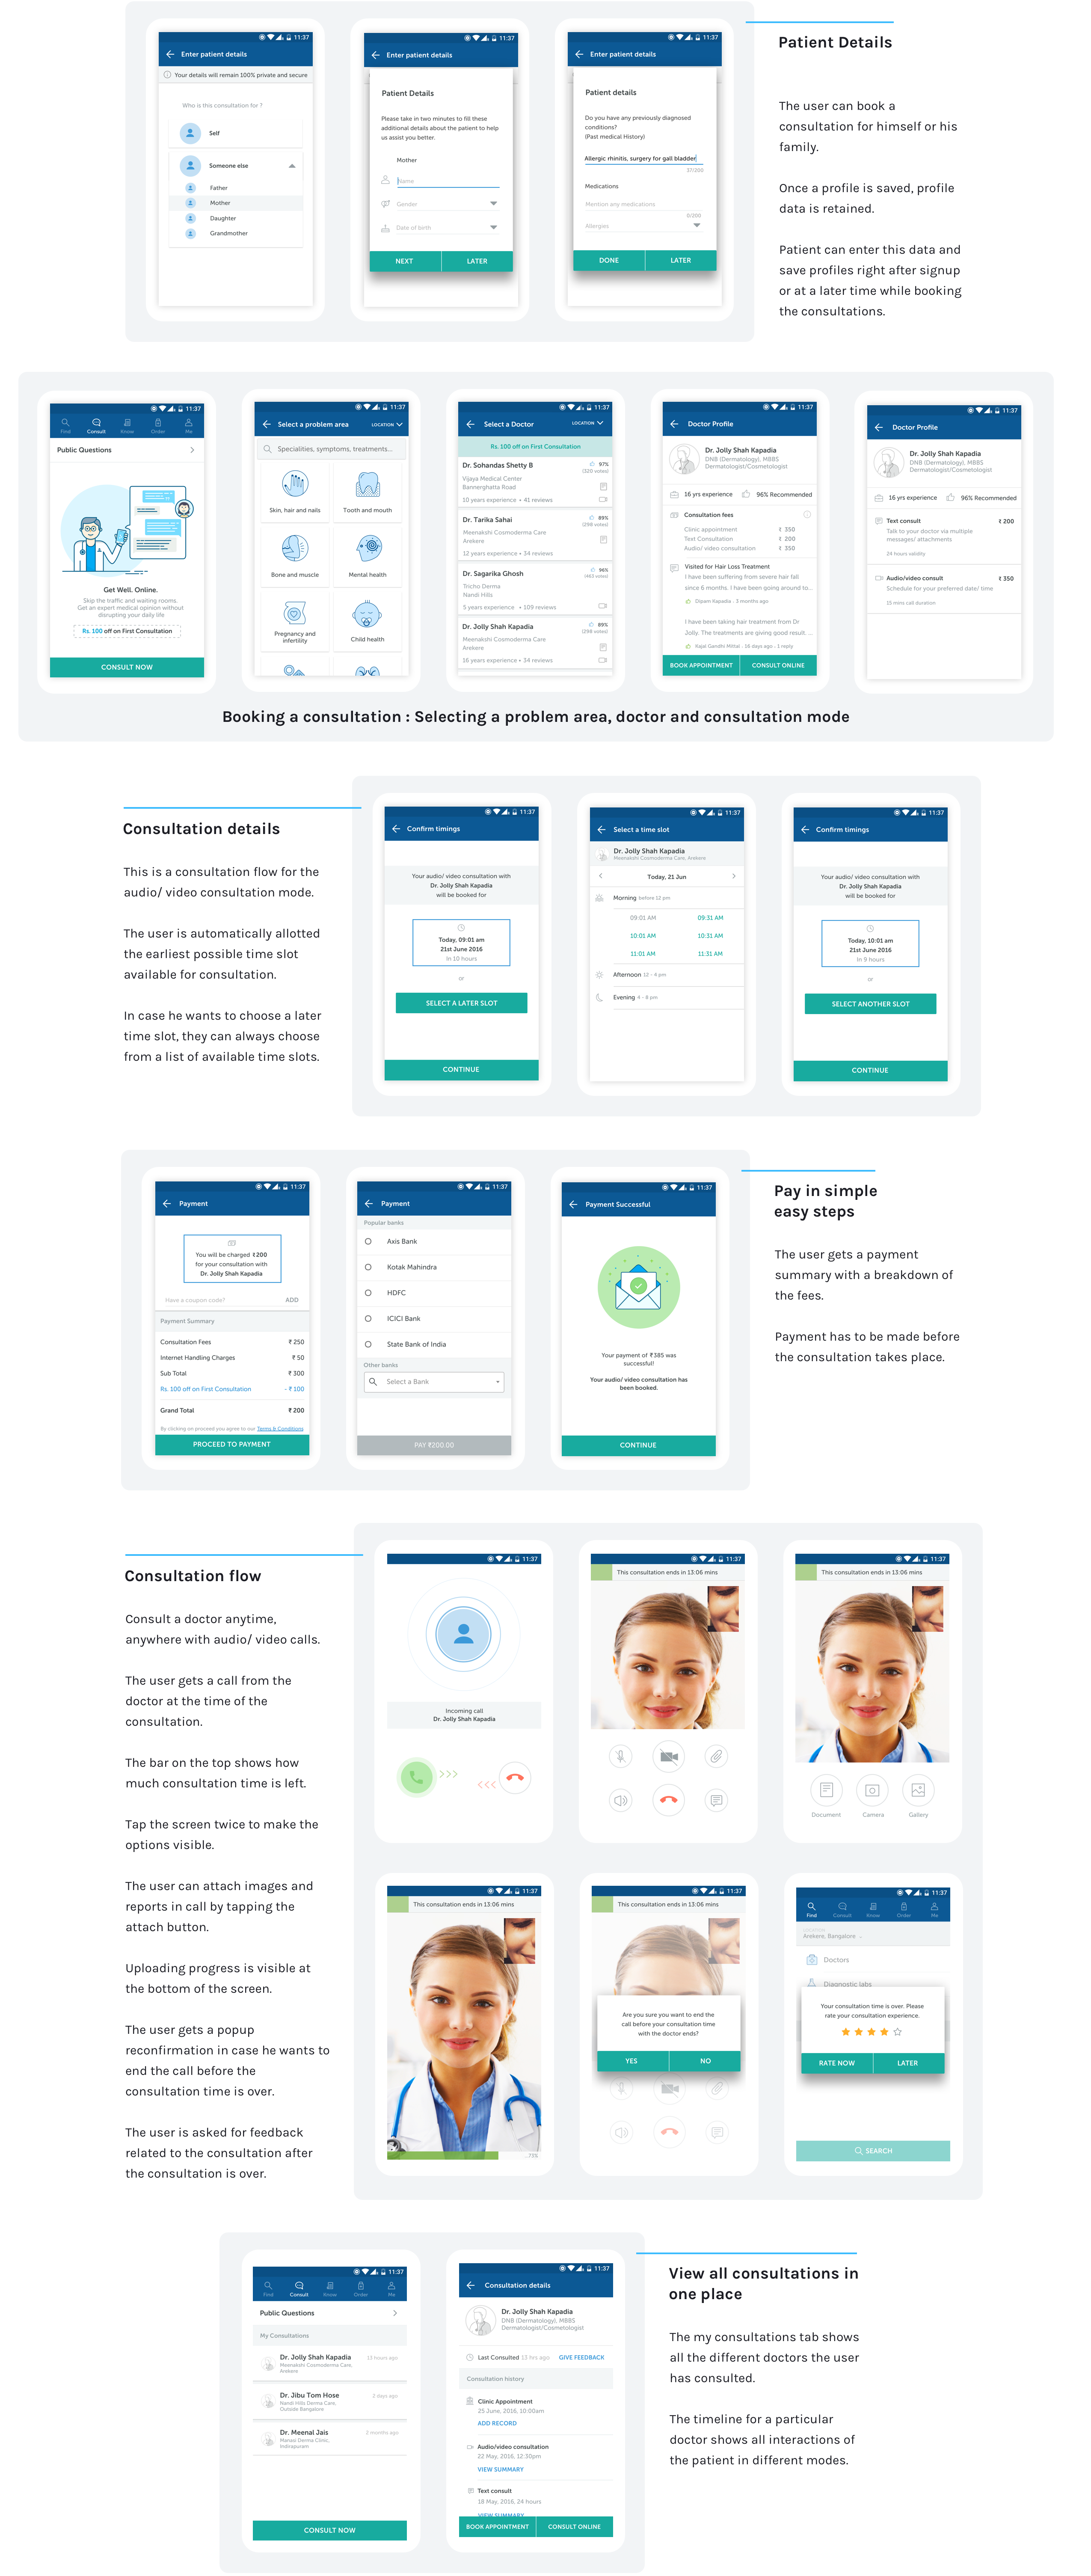 11:37
Enter patient details
Your details will remain 100% private and secure
Who is this consultation for ?
Self
Someone else
Father
Mother
Daughter
Grandmother
11:37
Enter patient details
Patient Details
Please take in two minutes to fill these
additional details about the patient to help
us assist you better.
Mother
Name
Gender
Date of birth
NEXT
LATER
11:37
Enter patient details
Patient details
Do you have any previously diagnosed
conditions?
(Past medical History)
Allergic rhinitis, surgery for gall bladder
37/200
Medications
Mention any medications
0/200
Allergies
DONE
LATER
Patient Details
The user can book a
consultation for himself or his
family.
Once a profile is saved, profile
data is retained.
Patient can enter this data and
save profiles right after signup
or at a later time while booking
the consultations.
11:37
Find
Consult
Know
Order
Me
Public Questions
Get Well. Online.
Skip the traffic and waiting rooms.
Get an expert medical opinion without
disrupting your daily life
Rs. 100 off on First Consultation
CONSULT NOW
11:37
Select a problem area
LOCATION
Specialities, symptoms, treatments...
Skin, hair and nails
Tooth and mouth
Bone and muscle
Mental health
Pregnancy and
infertility
Child health
11:37
Select a Doctor
LOCATION
Rs. 100 off on First Consultation
Dr. Sohandas Shetty B
97%
(320 votes)
Vijaya Medical Center
Bannerghatta Road
10 years experience • 41 reviews
Dr. Tarika Sahai
89%
(298 votes)
Meenakshi Cosmoderma Care
Arekere
12 years experience • 34 reviews
Dr. Sagarika Ghosh
96%
(463 votes)
Tricho Derma
Nandi Hills
3 years experience • 109 reviews
Dr. Jolly Shah Kapadia
89%
(298 votes)
Meenakshi Cosmoderma Care
Arekere
16 years experience • 34 reviews
11:37
Doctor Profile
Dr. Jolly Shah Kapadia
DNB (Dermatology), MBBS
Dermatologist/Cosmetologist
16 yrs experience
96% Recommended
Consultation fees
Clinic appointment ₹ 350
Text Consultation ₹ 200
Audio/ video consultation ₹ 350
Visited for Hair Loss Treatment
I have been suffering from severe hair fall
since 6 months. I have been going around to..
Dipam Kapadia - 3 months ago
I have been taking hair treatment from Dr
Jolly. The treatments are giving good result. ...
Kajal Gandhi Mittal - 16 days ago - 1 reply
BOOK APPOINTMENT
CONSULT ONLINE
11:37
Doctor Profile
Dr. Jolly Shah Kapadia
DNB (Dermatology), MBBS
Dermatologist/Cosmetologist
16 yrs experience
96% Recommended
Text consult ₹ 200
Talk to your doctor via multiple
messages/ attachments
24 hours validity
Audio/video consult ₹ 350
Schedule for your preferred date/ time
15 mins call duration
Booking a consultation : Selecting a problem area, doctor and consultation mode
Consultation details
This is a consultation flow for the
audio/ video consultation mode.
The user is automatically allotted
the earliest possible time slot
available for consultation.
In case he wants to choose a later
time slot, they can always choose
from a list of available time slots.
11:37
Confirm timings
Your audio/ video consultation with
Dr. Jolly Shah Kapadia
will be booked for
Today, 09:01 am
21st June 2016
In 10 hours
or
SELECT A LATER SLOT
CONTINUE
11:37
Select a time slot
Dr. Jolly Shah Kapadia
Meenakshi Cosmoderma Care, Arekere
Today, 21 Jun
Morning before 12 pm
09:01 AM 09:31 AM
10:01 AM 10:31 AM
11:01 AM 11:31 AM
Afternoon 12 - 4 pm
Evening 4 - 8 pm
11:37
Confirm timings
Your audio/ video consultation with
Dr. Jolly Shah Kapadia
will be booked for
Today, 10:01 am
21st June 2016
In 9 hours
or
SELECT ANOTHER SLOT
CONTINUE
11:37
Payment
You will be charged ₹200
for your consultation with
Dr. Jolly Shah Kapadia
Have a coupon code? ADD
Payment Summary
Consultation Fees ₹ 250
Internet Handling Charges ₹ 50
Sub Total ₹ 300
Rs. 100 off on First Consultation - ₹ 100
Grand Total ₹ 200
By clicking on proceed you agree to our Terms & Conditions
PROCEED TO PAYMENT
11:37
Payment
Popular banks
Axis Bank
Kotak Mahindra
HDFC
ICICI Bank
State Bank of India
Other banks
Select a Bank
PAY ₹200.00
11:37
Payment Successful
Your payment of ₹385 was
successful!
Your audio/ video consultation has
been booked.
CONTINUE
Pay in simple
easy steps
The user gets a payment
summary with a breakdown of
the fees.
Payment has to be made before
the consultation takes place.
Consultation flow
Consult a doctor anytime,
anywhere with audio/ video calls.
The user gets a call from the
doctor at the time of the
consultation.
The bar on the top shows how
much consultation time is left.
Tap the screen twice to make the
options visible.
The user can attach images and
reports in call by tapping the
attach button.
Uploading progress is visible at
the bottom of the screen.
The user gets a popup
reconfirmation in case he wants to
end the call before the
consultation time is over.
The user is asked for feedback
related to the consultation after
the consultation is over.
11:37
Incoming call
Dr. Jolly Shah Kapadia
11:37
This consultation ends in 13:06 mins
11:37
This consultation ends in 13:06 mins
Document
Camera
Gallery
11:37
This consultation ends in 13:06 mins
11:37
This consultation ends in 13:06 mins
Are you sure you want to end the
call before your consultation time
with the doctor ends?
YES
NO
11:37
Find
Consult
Know
Order
Me
LOCATION
Arekere, Bangalore
Doctors
Diagnostic labs
Your consultation time is over. Please
rate your consultation experience.
RATE NOW
LATER
SEARCH
11:37
Find
Consult
Know
Order
Me
Public Questions
My Consultations
Dr. Jolly Shah Kapadia 13 hours ago
Meenakshi Cosmoderma Care,
Arekere
Dr. Jibu Tom Hose 2 days ago
Nandi Hills Derma Care,
Outside Bangalore
Dr. Meenal Jais 2 months ago
Manais Derma Clinic,
Indirapuram
CONSULT NOW
11:37
Consultation details
Dr. Jolly Shah Kapadia
DNB (Dermatology), MBBS
Dermatologist/Cosmetologist
Last Consulted 13 hrs ago GIVE FEEDBACK
Consultation history
Clinic Appointment
25 June, 2016, 10:00am
ADD RECORD
Audio/video consultation
22 May, 2016, 12:30pm
VIEW SUMMARY
Text consult
18 May, 2016, 24 hours
VIEW SUMMARY
BOOK APPOINTMENT
CONSULT ONLINE
View all consultations in
one place
The my consultations tab shows
all the different doctors the user
has consulted.
The timeline for a particular
doctor shows all interactions of
the patient in different modes.